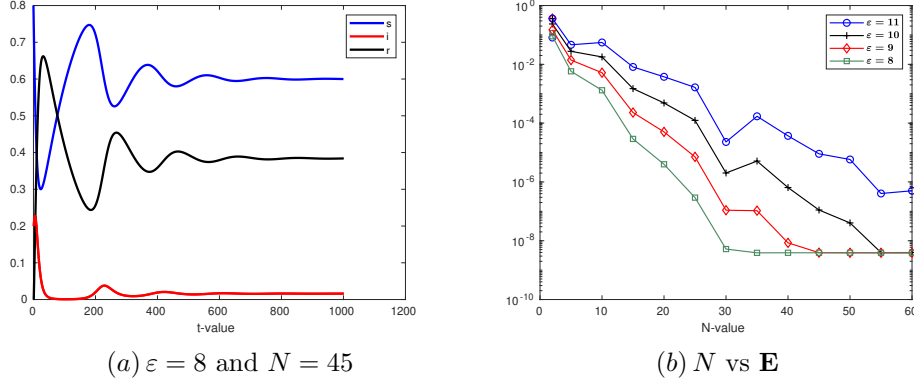 0.8
0.7
0.6
0.5
0.4
0.3
0.2
0.1
0
0 200 400 600 800 1000 1200
t-value
s
i
r
(a) ε = 8 and N = 45
10^0
10^-2
10^-4
10^-6
10^-8
10^-10
0 10 20 30 40 50 60
N-value
ε = 11
ε = 10
ε = 9
ε = 8
(b) N vs E